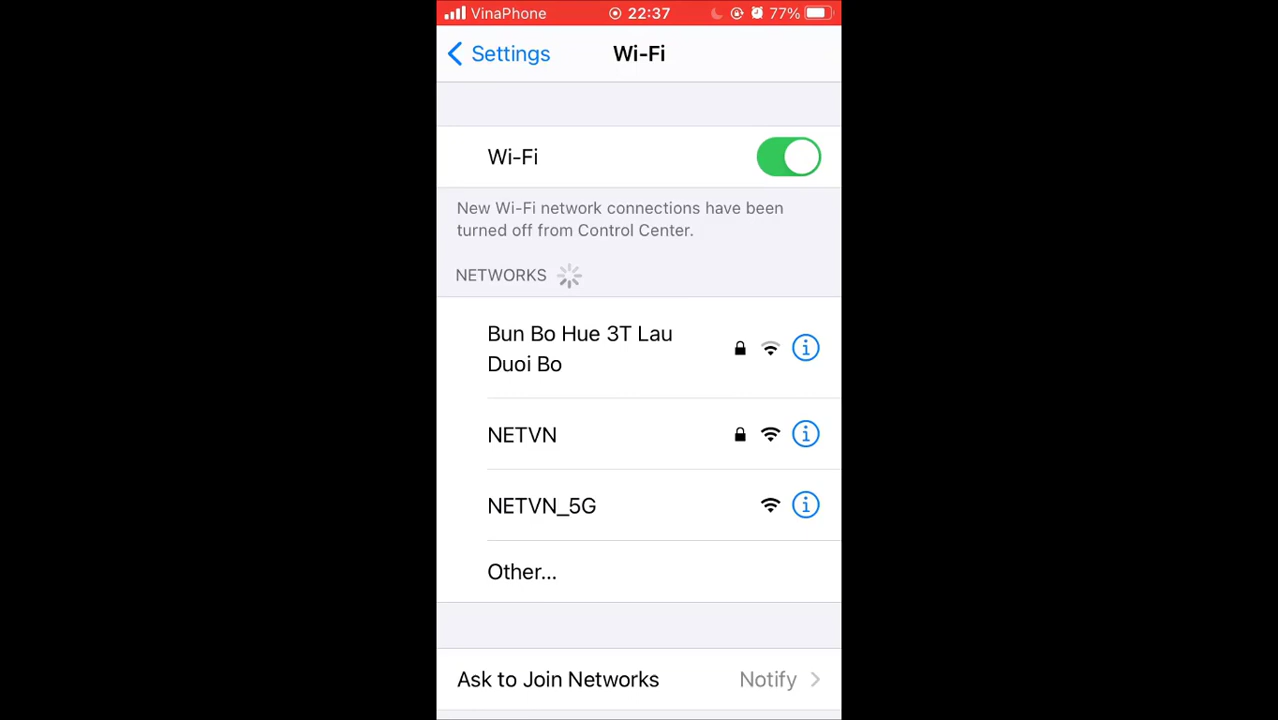 VinaPhone 22:37 77%
Settings Wi-Fi
Wi-Fi
New Wi-Fi network connections have been
turned off from Control Center.
NETWORKS
Bun Bo Hue 3T Lau
Duoi Bo
NETVN
NETVN_5G
Other...
Ask to Join Networks Notify